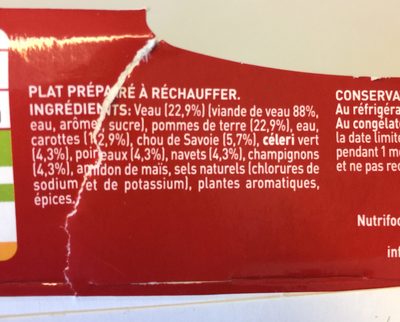 PLAT PRÉPARÉ À RÉCHAUFFER.
INGRÉDIENTS: Veau (22,9%) (viande de veau 88%,
eau, arôme, sucre), pommes de terre (22,9%), eau,
carottes (12,9%), chou de Savoie (5,7%), céleri vert
(4,3%), poireaux (4,3%), navets (4,3%), champignons
(4,3%), amidon de maïs, sels naturels (chlorures de
sodium et de potassium), plantes aromatiques,
épices.
CONSERVA
Au réfrigéra
Au congélate
la date limite
pendant 1 mo
et ne pas rec
Nutrifoo
inf